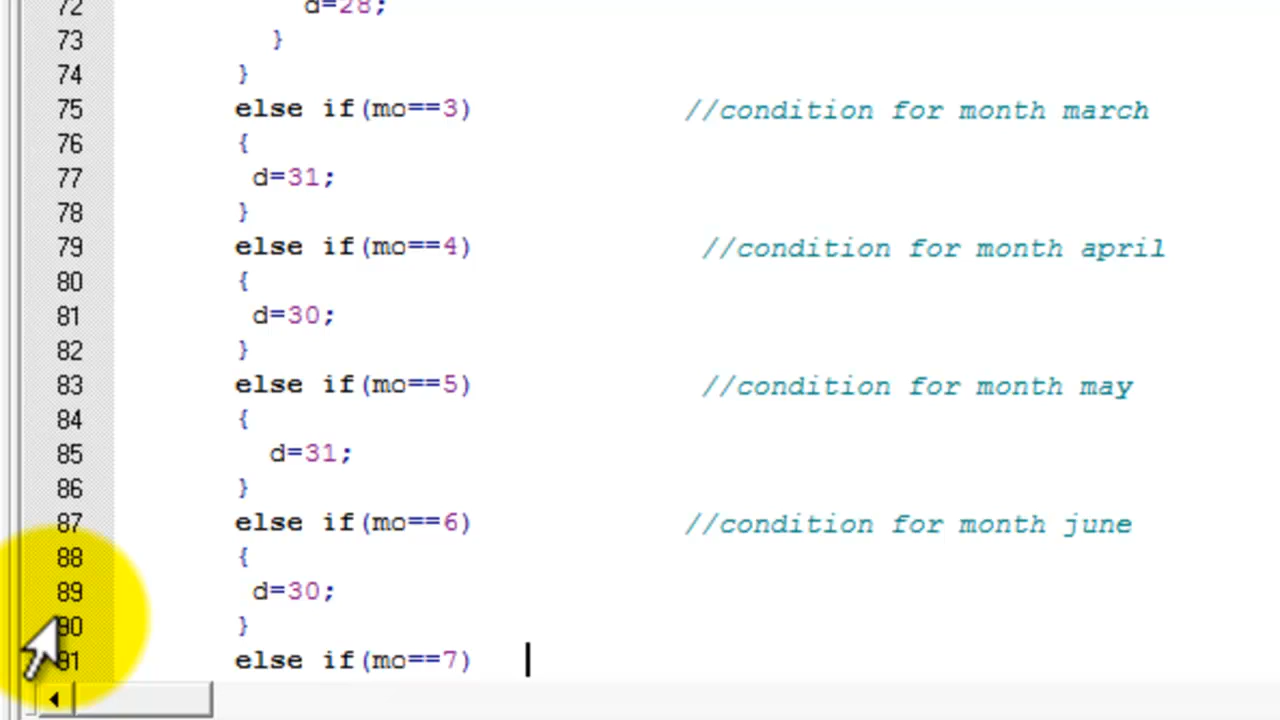 72 d=28;
73 }
74 }
75 else if(mo==3) //condition for month march
76 {
77 d=31;
78 }
79 else if(mo==4) //condition for month april
80 {
81 d=30;
82 }
83 else if(mo==5) //condition for month may
84 {
85 d=31;
86 }
87 else if(mo==6) //condition for month june
88 {
89 d=30;
90 }
91 else if(mo==7)